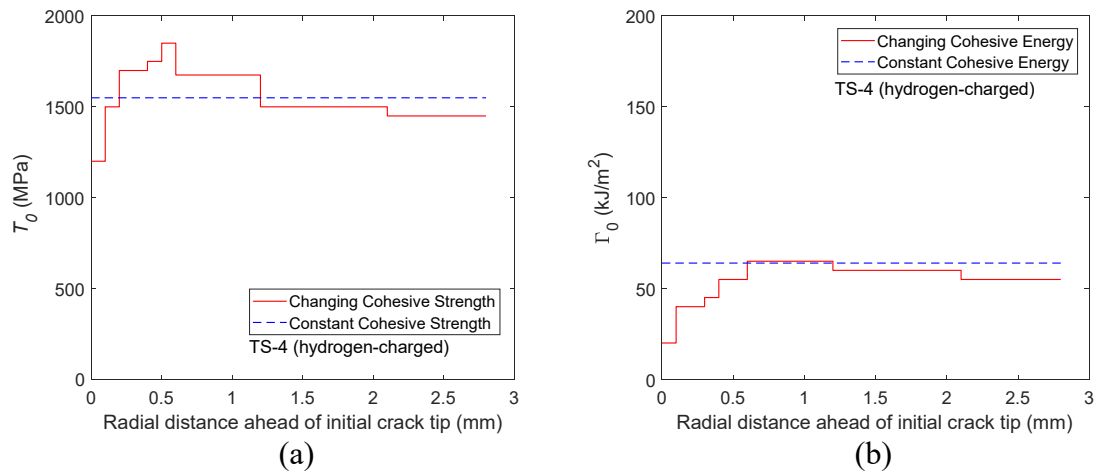 2000
1500
1000
500
0
T_0 (MPa)
Changing Cohesive Strength
Constant Cohesive Strength
TS-4 (hydrogen-charged)
0 0.5 1 1.5 2 2.5 3
Radial distance ahead of initial crack tip (mm)
(a)
200
150
100
50
0
Γ_0 (kJ/m²)
Changing Cohesive Energy
Constant Cohesive Energy
TS-4 (hydrogen-charged)
0 0.5 1 1.5 2 2.5 3
Radial distance ahead of initial crack tip (mm)
(b)